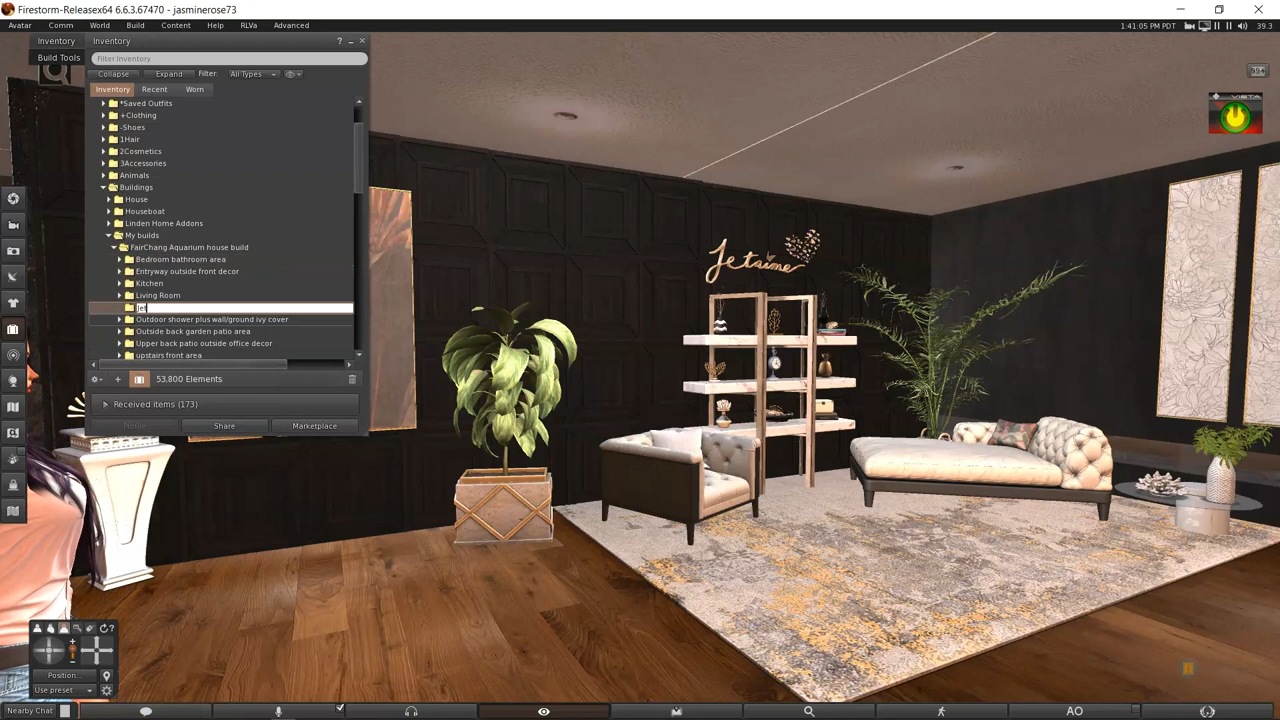 Firestorm-Releasex64 6.6.3.67470 - jasminerose73
Avatar Comm World Build Content Help RLVa Advanced
1:41:05 PM PDT
39.3
Inventory
Build Tools
Inventory
?
Filter Inventory
Collapse Expand Filter: All Types
Inventory Recent Worn
*Saved Outfits
+Clothing
-Shoes
1Hair
2Cosmetics
3Accessories
Animals
Buildings
House
Houseboat
Linden Home Addons
My builds
FairChang Aquarium house build
Bedroom bathroom area
Entryway outside front decor
Kitchen
Living Room
Outdoor shower plus wall/ground ivy cover
Outside back garden patio area
Upper back patio outside office decor
upstairs front area
53,800 Elements
Received items (173)
Profile Share Marketplace
99+
VISTA
Je t'aime
Position...
Use preset
Nearby Chat
AO